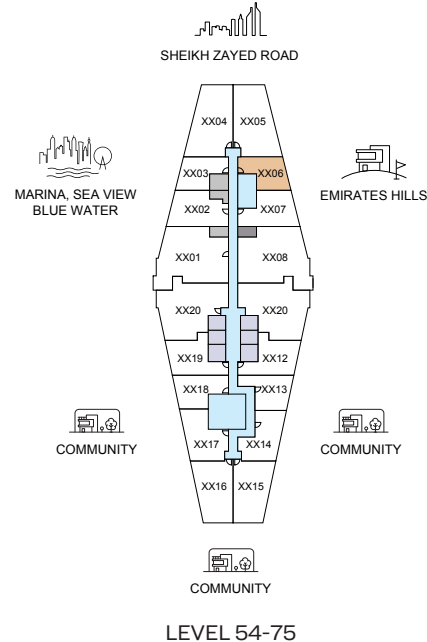 SHEIKH ZAYED ROAD
XX04 XX05
MARINA, SEA VIEW
BLUE WATER
XX03 XX06
EMIRATES HILLS
XX02 XX07
XX01 XX08
XX20 XX20
XX19 XX12
XX18 XX13
COMMUNITY
XX17 XX14
COMMUNITY
XX16 XX15
COMMUNITY
LEVEL 54-75